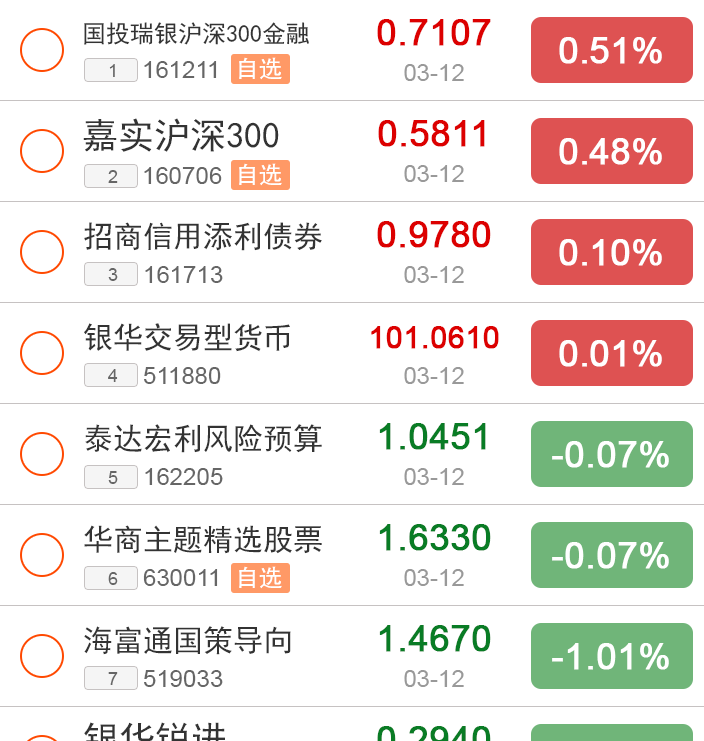 国投瑞银沪深300金融 0.7107 0.51%
1 161211 自选 03-12
嘉实沪深300 0.5811 0.48%
2 160706 自选 03-12
招商信用添利债券 0.9780 0.10%
3 161713 03-12
银华交易型货币 101.0610 0.01%
4 511880 03-12
泰达宏利风险预算 1.0451 -0.07%
5 162205 03-12
华商主题精选股票 1.6330 -0.07%
6 630011 自选 03-12
海富通国策导向 1.4670 -1.01%
7 519033 03-12
银华锐进 0.2940